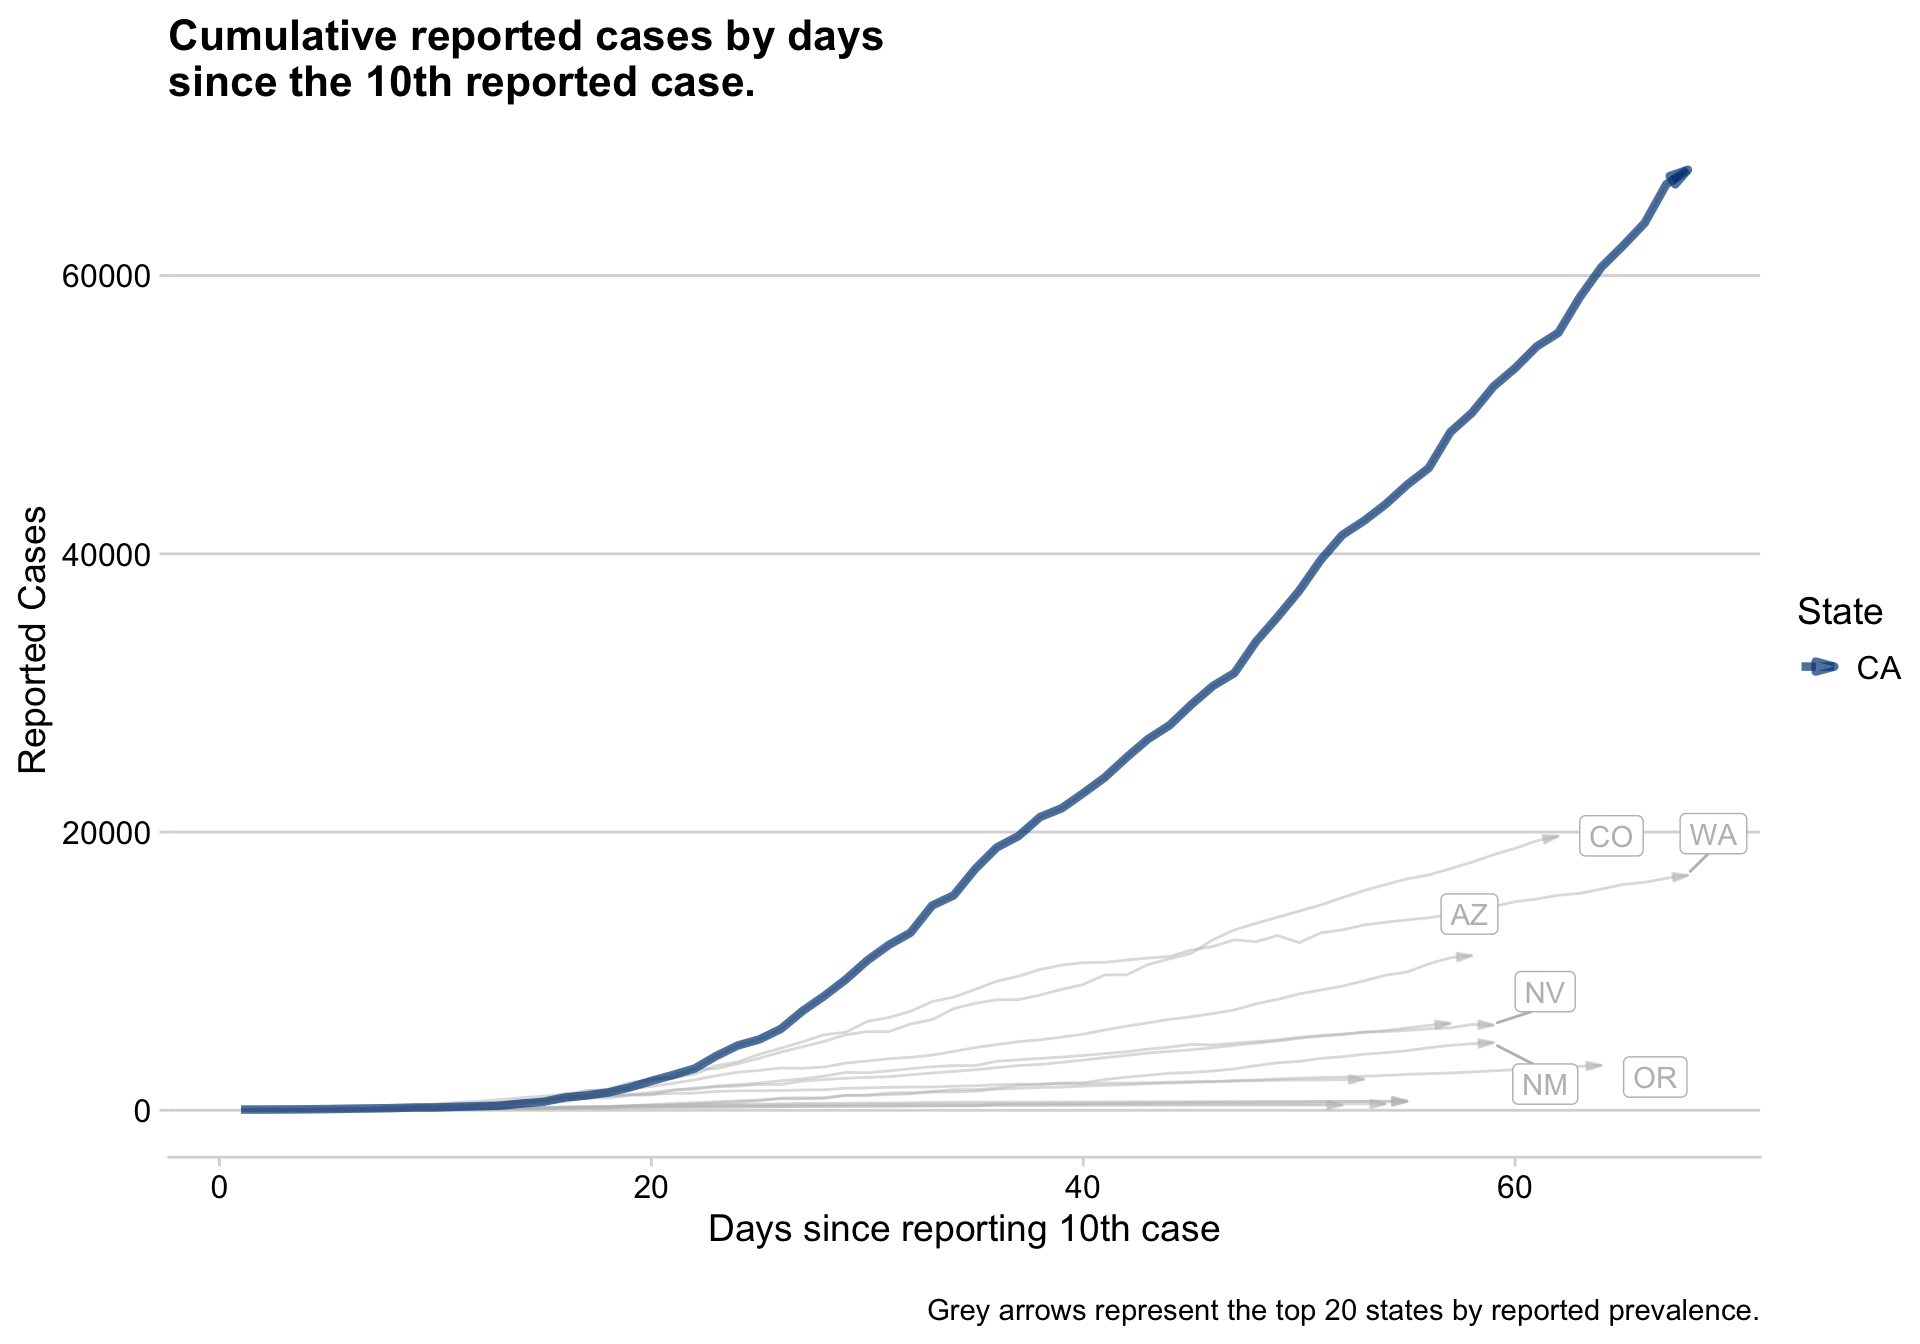 Cumulative reported cases by days
since the 10th reported case.
Reported Cases
60000
40000
20000
0
CO
WA
AZ
NV
NM
OR
State
CA
0
20
40
60
Days since reporting 10th case
Grey arrows represent the top 20 states by reported prevalence.